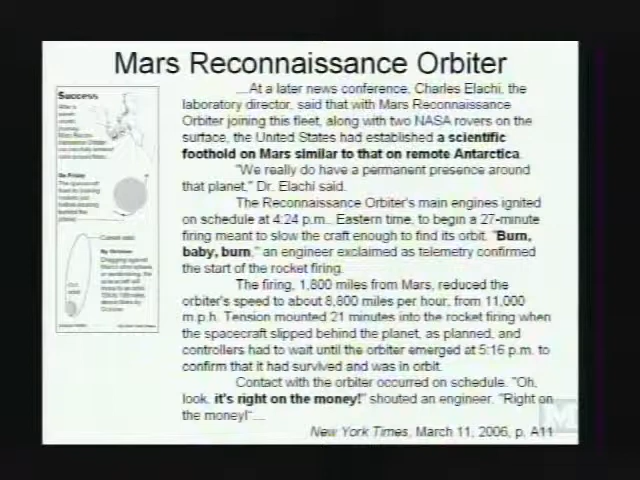 Mars Reconnaissance Orbiter
Success
On Friday
The spacecraft
planet.
Current orbit
By October
....At a later news conference, Charles Elachi, the
laboratory director, said that with Mars Reconnaissance
Orbiter joining this fleet, along with two NASA rovers on the
surface, the United States had established a scientific
foothold on Mars similar to that on remote Antarctica.
"We really do have a permanent presence around
that planet," Dr. Elachi said.
The Reconnaissance Orbiter's main engines ignited
on schedule at 4:24 p.m., Eastern time, to begin a 27-minute
firing meant to slow the craft enough to find its orbit. "Burn,
baby, burn," an engineer exclaimed as telemetry confirmed
the start of the rocket firing.
The firing, 1,800 miles from Mars, reduced the
orbiter's speed to about 8,800 miles per hour, from 11,000
m.p.h. Tension mounted 21 minutes into the rocket firing when
the spacecraft slipped behind the planet, as planned, and
controllers had to wait until the orbiter emerged at 5:16 p.m. to
confirm that it had survived and was in orbit.
Contact with the orbiter occurred on schedule. "Oh,
look, it's right on the money!" shouted an engineer. "Right on
the money!"....
New York Times, March 11, 2006, p. A11